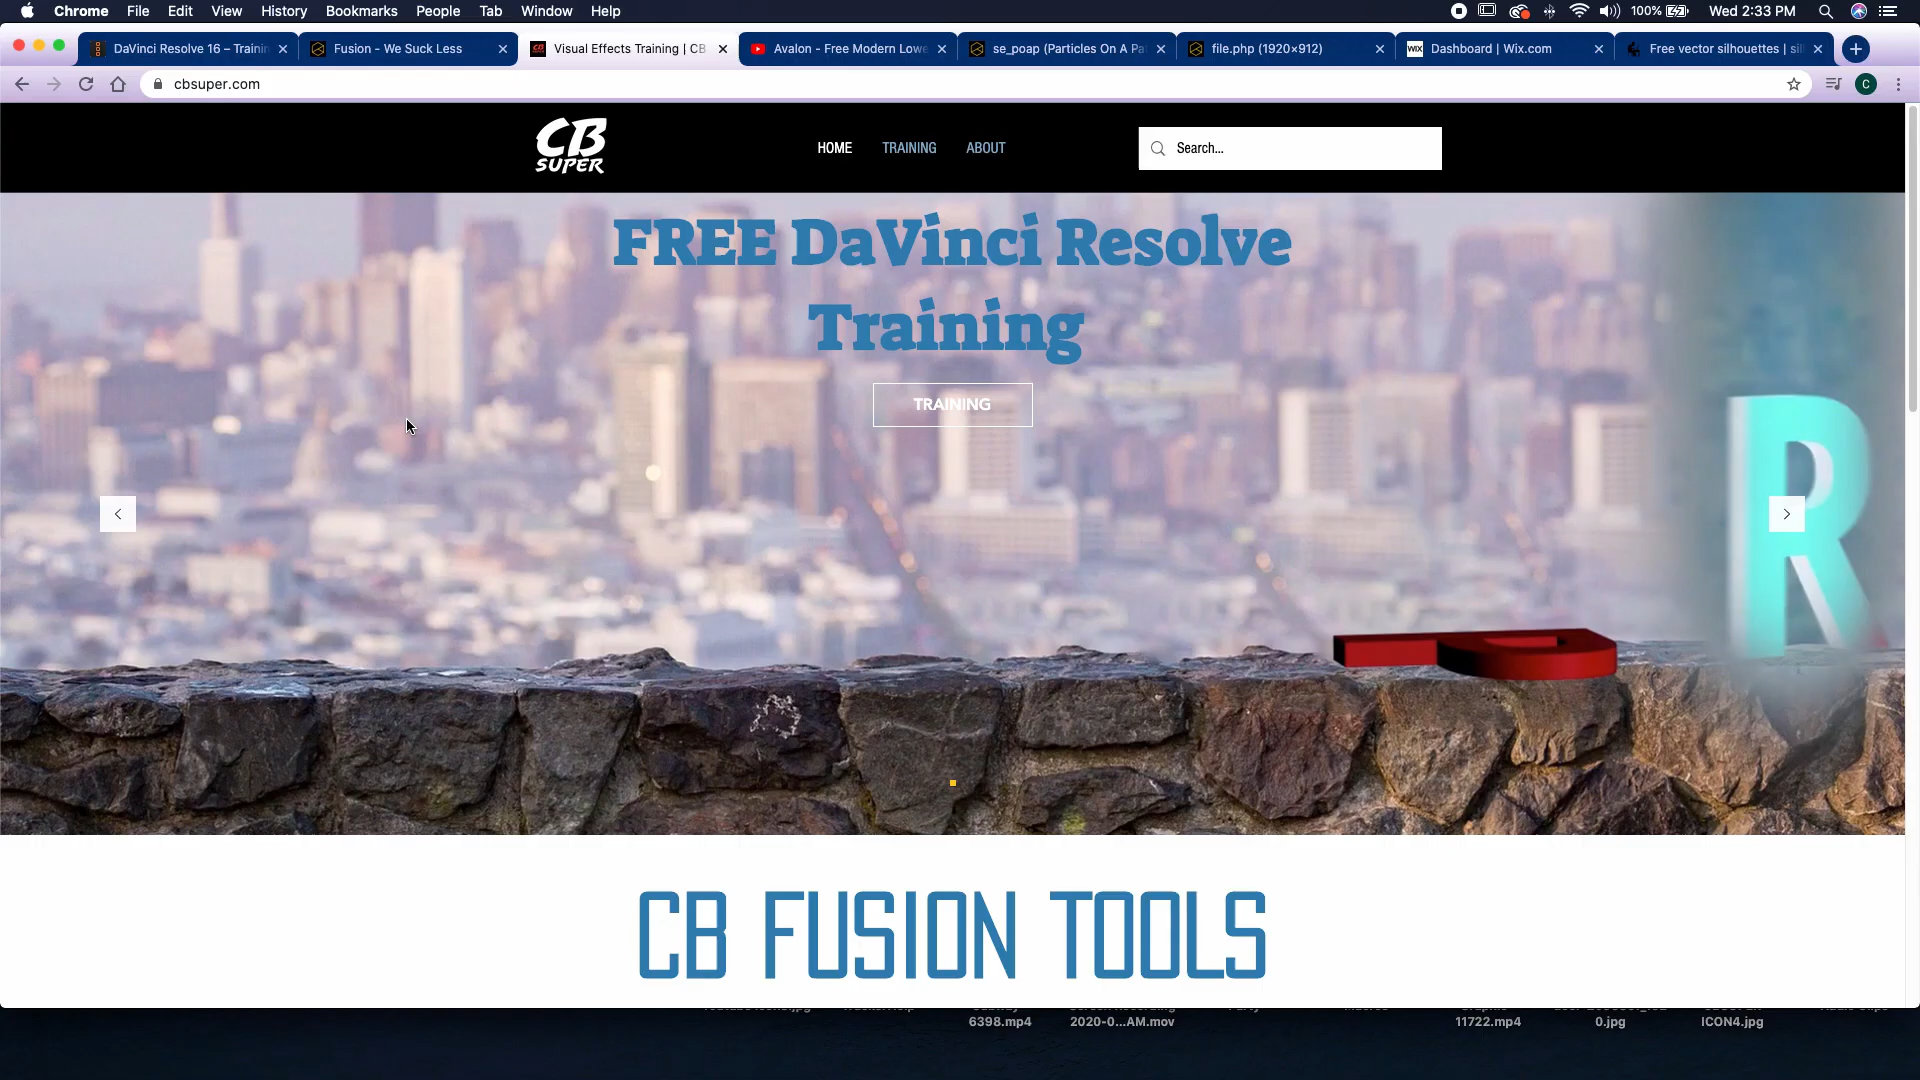 Chrome File Edit View History Bookmarks People Tab Window Help 100% Wed 2:33 PM
DaVinci Resolve 16 – Trainin Fusion - We Suck Less Visual Effects Training | CB Avalon - Free Modern Lowe se_poap (Particles On A Pa file.php (1920×912) WIX Dashboard | Wix.com Free vector silhouettes | sil
cbsuper.com C
CB SUPER HOME TRAINING ABOUT Search...
FREE DaVinci Resolve
Training
TRAINING
R
P
CB FUSION TOOLS
6398.mp4 2020-0...AM.mov 11722.mp4 0.jpg ICON4.jpg